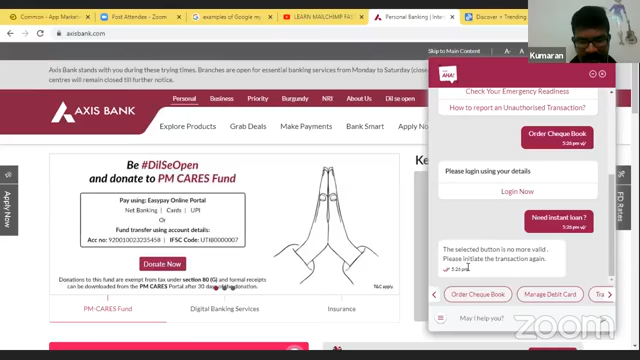 Common - App Market
Post Attendee - Zoom
examples of Google my
LEARN MAILCHIMP FAS
Personal Banking | Inter
Discover + Trending
axisbank.com
Kumaran
Skip to Main Content
A-
Axis Bank stands with you during these trying times. Branches are open for essential banking services from Monday to Saturday (close
centres will remain closed till further notice.
AHA!
Personal
Business
Priority
Burgundy
NRI
About Us
Dil se open
AXIS BANK
Explore Products
Grab Deals
Make Payments
Bank Smart
Apply No
Check Your Emergency Readiness
How to report an Unauthorised Transaction?
Order Cheque Book
5:26 pm
Please login using your details
Login Now
Need instant loan ?
5:26 pm
The selected button is no more valid .
Please initiate the transaction again.
5:26 pm
Order Cheque Book
Manage Debit Card
Tra
May I help you?
Be #DilSeOpen
and donate to PM CARES Fund
Pay using: Easypay Online Portal
Net Banking | Cards | UPI
Or
Fund transfer using account details:
Acc no: 920010023235458 | IFSC Code: UTIB0000007
Donate Now
Donations to this fund are exempt from tax under section 80 (G) and formal receipts
can be downloaded from the PM CARES Portal after 30 days of the donation.
T&C apply.
Ke
Apply Now
FD Rates
PM-CARES Fund
Digital Banking Services
Insurance
zoom